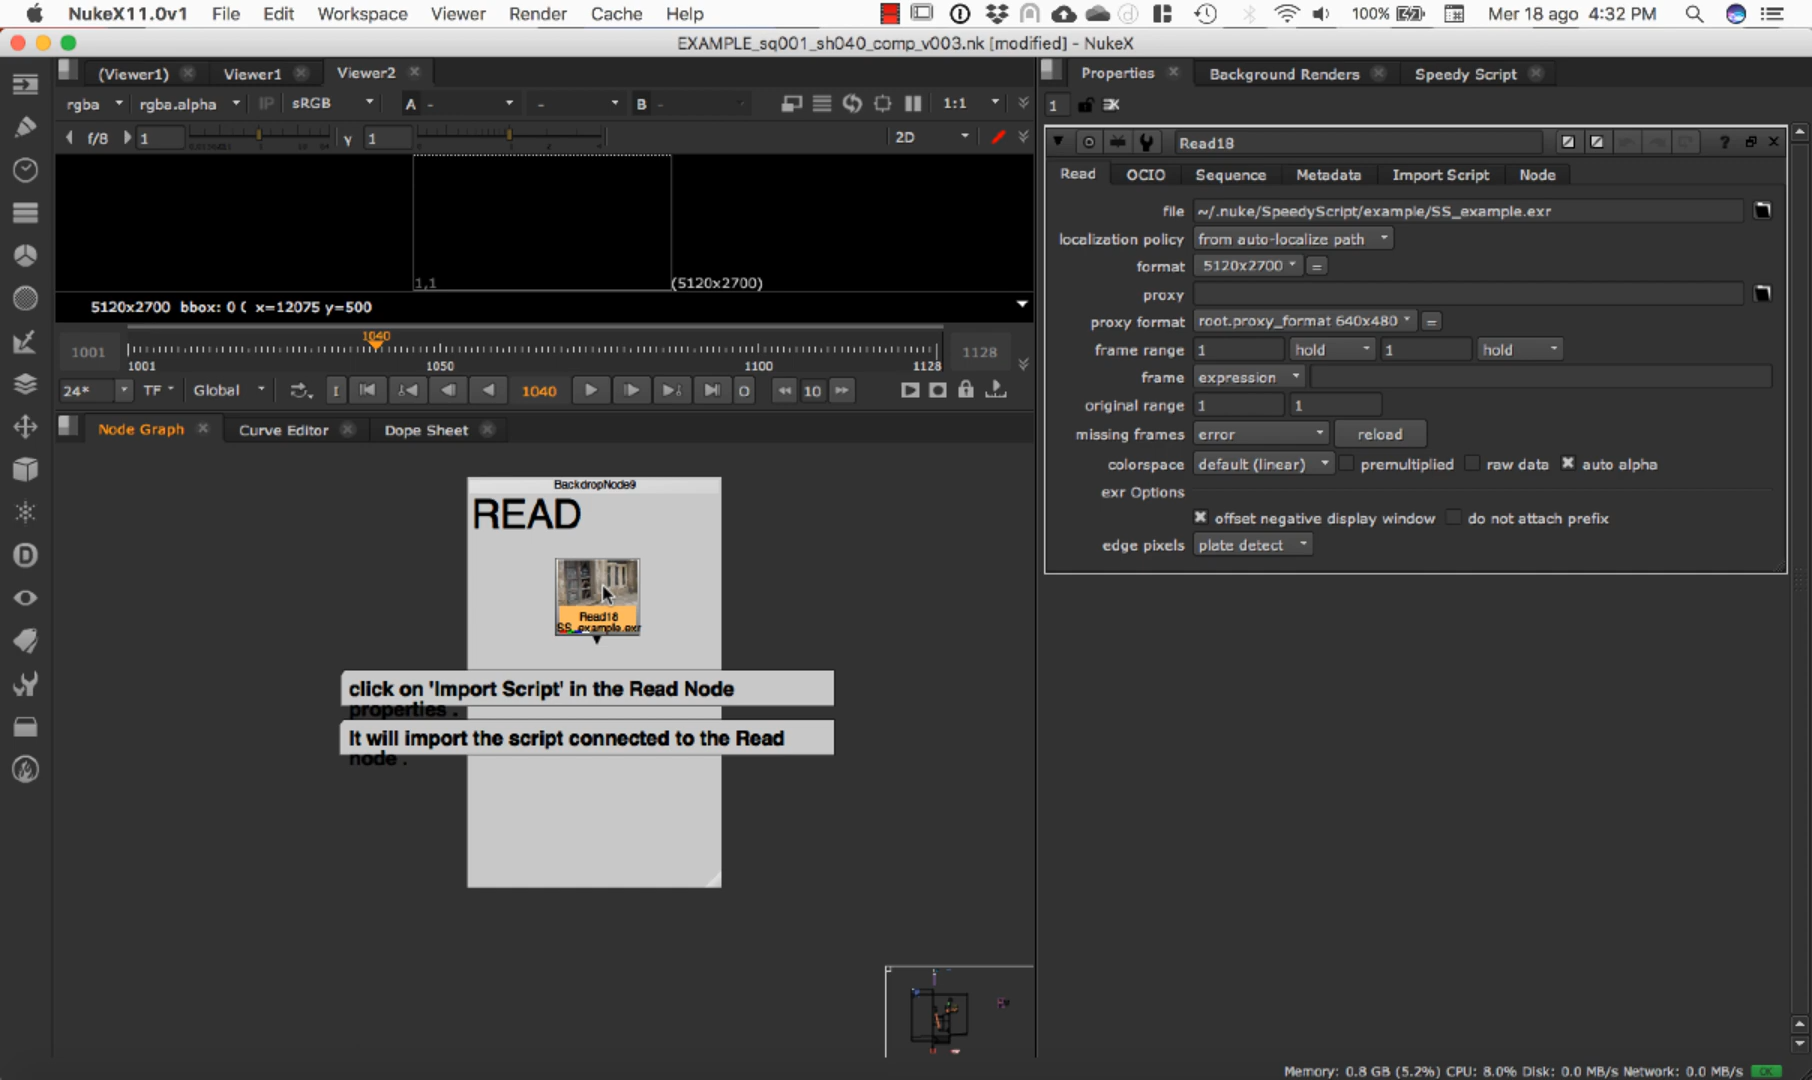 NukeX11.0v1 File Edit Workspace Viewer Render Cache Help 100% Mer 18 ago 4:32 PM
EXAMPLE_sq001_sh040_comp_v003.nk [modified] - NukeX
(Viewer1) Viewer1 Viewer2
rgba rgba.alpha IP sRGB A - - B - 1:1
f/8 1 y 1 2D
1,1 (5120x2700)
5120x2700 bbox: 0 ( x=12075 y=500
1040
1001 1128
1001 1050 1100 1128
24* TF Global I 1040 O 10
Node Graph Curve Editor Dope Sheet
BackdropNode9
READ
Read18
SS_example.exr
click on 'Import Script' in the Read Node
properties .
It will import the script connected to the Read
node .
Properties Background Renders Speedy Script
1
Read18 ?
Read OCIO Sequence Metadata Import Script Node
file ~/.nuke/SpeedyScript/example/SS_example.exr
localization policy from auto-localize path
format 5120x2700 =
proxy
proxy format root.proxy_format 640x480 =
frame range 1 hold 1 hold
frame expression
original range 1 1
missing frames error reload
colorspace default (linear) premultiplied raw data auto alpha
exr Options
offset negative display window do not attach prefix
edge pixels plate detect
Memory: 0.8 GB (5.2%) CPU: 8.0% Disk: 0.0 MB/s Network: 0.0 MB/s